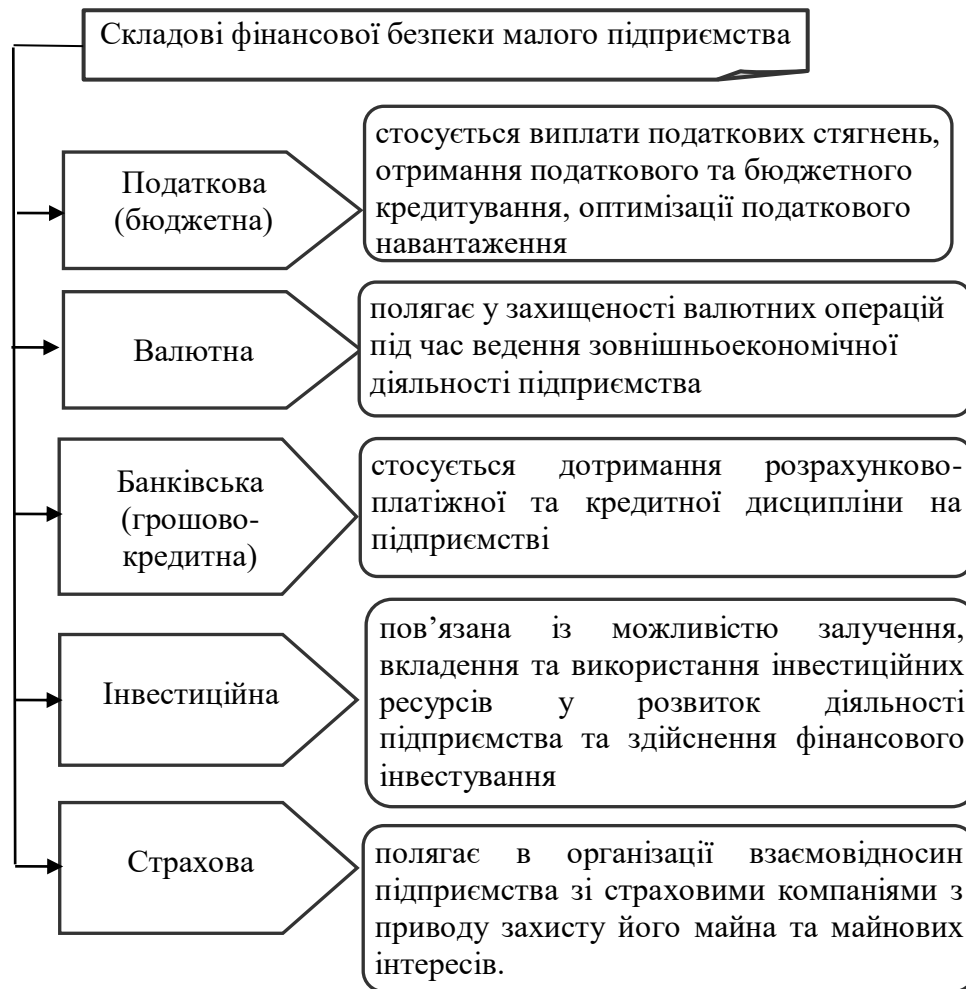 Складові фінансової безпеки малого підприємства
Податкова
(бюджетна)
стосується виплати податкових стягнень,
отримання податкового та бюджетного
кредитування, оптимізації податкового
навантаження
Валютна
полягає у захищеності валютних операцій
під час ведення зовнішньоекономічної
діяльності підприємства
Банківська
(грошово-
кредитна)
стосується дотримання розрахунково-
платіжної та кредитної дисципліни на
підприємстві
Інвестиційна
пов’язана із можливістю залучення,
вкладення та використання інвестиційних
ресурсів у розвиток діяльності
підприємства та здійснення фінансового
інвестування
Страхова
полягає в організації взаємовідносин
підприємства зі страховими компаніями з
приводу захисту його майна та майнових
інтересів.